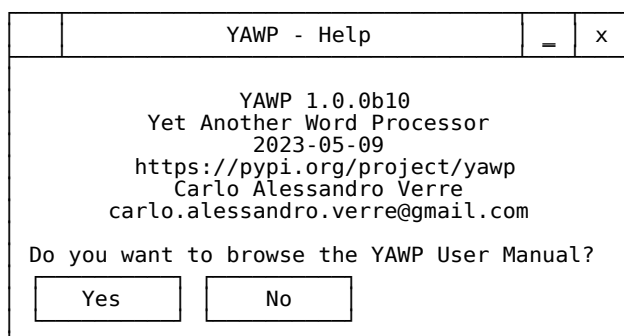 YAWP - Help _ x
YAWP 1.0.0b10
Yet Another Word Processor
2023-05-09
https://pypi.org/project/yawp
Carlo Alessandro Verre
carlo.alessandro.verre@gmail.com
Do you want to browse the YAWP User Manual?
Yes No